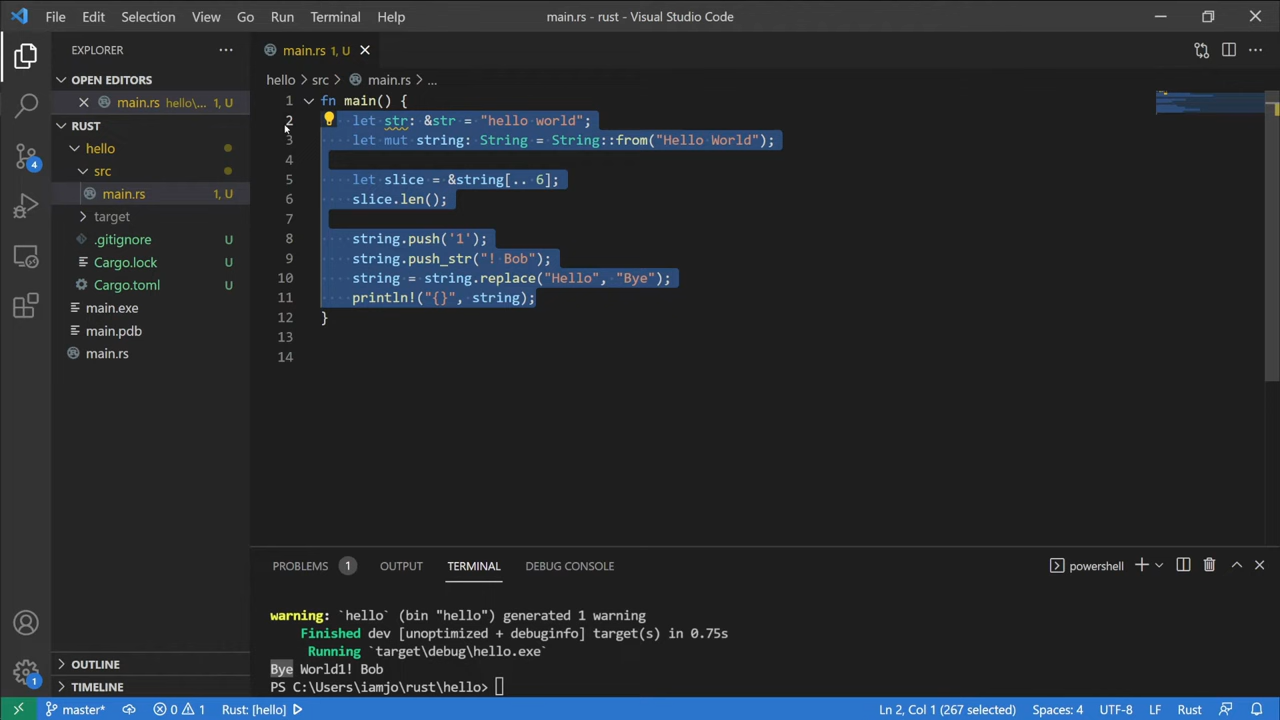 File Edit Selection View Go Run Terminal Help main.rs - rust - Visual Studio Code
EXPLORER
OPEN EDITORS
main.rs hello\... 1, U
RUST
hello
src
main.rs 1, U
target
.gitignore U
Cargo.lock U
Cargo.toml U
main.exe
main.pdb
main.rs
OUTLINE
TIMELINE
4
1
main.rs 1, U
hello > src > main.rs > ...
1 fn main() {
2 let str: &str = "hello world";
3 let mut string: String = String::from("Hello World");
4
5 let slice = &string[.. 6];
6 slice.len();
7
8 string.push('1');
9 string.push_str("! Bob");
10 string = string.replace("Hello", "Bye");
11 println!("{}", string);
12 }
13
14
PROBLEMS 1 OUTPUT TERMINAL DEBUG CONSOLE powershell
warning: `hello` (bin "hello") generated 1 warning
Finished dev [unoptimized + debuginfo] target(s) in 0.75s
Running `target\debug\hello.exe`
Bye World1! Bob
PS C:\Users\iamjo\rust\hello>
master* 0 1 Rust: [hello] Ln 2, Col 1 (267 selected) Spaces: 4 UTF-8 LF Rust